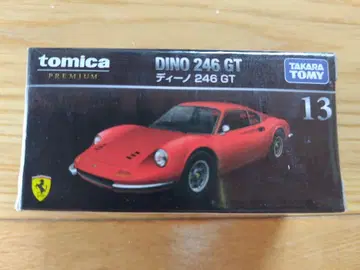 tomica
PREMIUM
DINO 246 GT
ディーノ 246 GT
TAKARA
TOMY
13